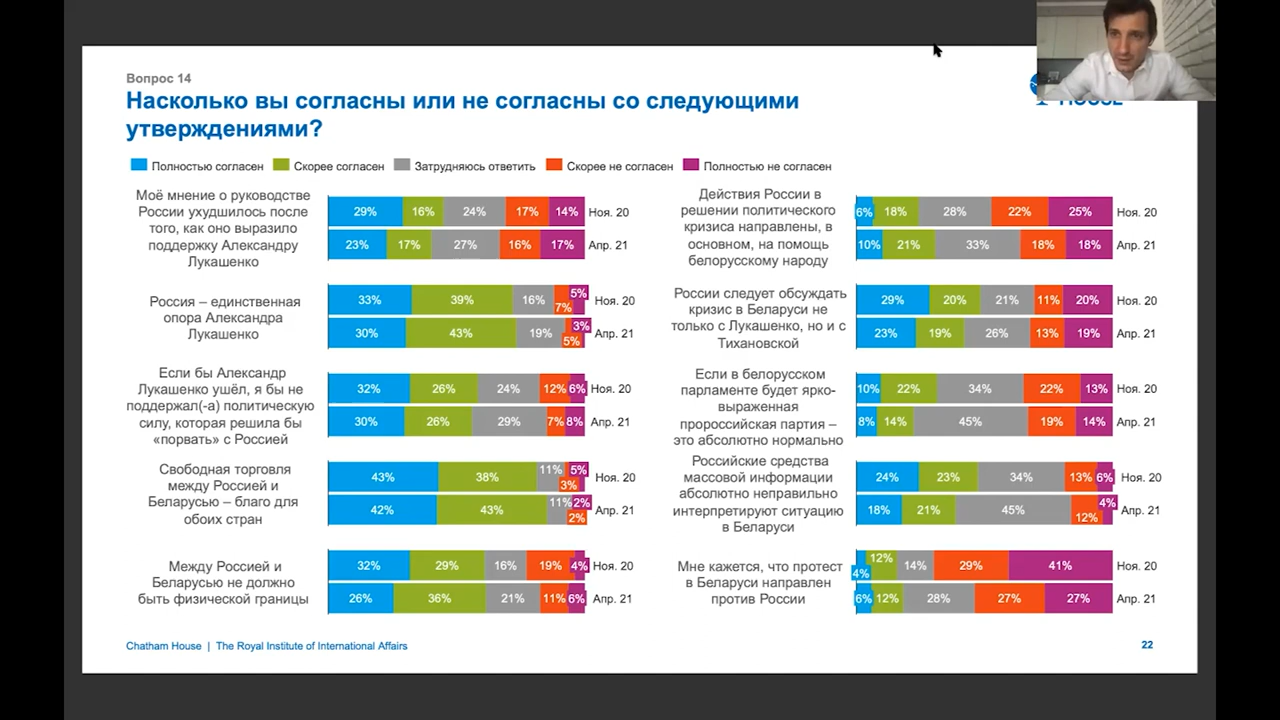 Вопрос 14
Насколько вы согласны или не согласны со следующими
утверждениями?
HOUSE
Полностью согласен
Скорее согласен
Затрудняюсь ответить
Скорее не согласен
Полностью не согласен
Моё мнение о руководстве
России ухудшилось после
того, как оно выразило
поддержку Александру
Лукашенко
29% 16% 24% 17% 14% Ноя. 20
23% 17% 27% 16% 17% Апр. 21
Россия – единственная
опора Александра
Лукашенко
33% 39% 16% 7% 5% Ноя. 20
30% 43% 19% 5% 3% Апр. 21
Если бы Александр
Лукашенко ушёл, я бы не
поддержал(-а) политическую
силу, которая решила бы
«порвать» с Россией
32% 26% 24% 12% 6% Ноя. 20
30% 26% 29% 7% 8% Апр. 21
Свободная торговля
между Россией и
Беларусью – благо для
обоих стран
43% 38% 11% 3% 5% Ноя. 20
42% 43% 11% 2% 2% Апр. 21
Между Россией и
Беларусью не должно
быть физической границы
32% 29% 16% 19% 4% Ноя. 20
26% 36% 21% 11% 6% Апр. 21
Действия России в
решении политического
кризиса направлены, в
основном, на помощь
белорусскому народу
6% 18% 28% 22% 25% Ноя. 20
10% 21% 33% 18% 18% Апр. 21
России следует обсуждать
кризис в Беларуси не
только с Лукашенко, но и с
Тихановской
29% 20% 21% 11% 20% Ноя. 20
23% 19% 26% 13% 19% Апр. 21
Если в белорусском
парламенте будет ярко-
выраженная
пророссийская партия –
это абсолютно нормально
10% 22% 34% 22% 13% Ноя. 20
8% 14% 45% 19% 14% Апр. 21
Российские средства
массовой информации
абсолютно неправильно
интерпретируют ситуацию
в Беларуси
24% 23% 34% 13% 6% Ноя. 20
18% 21% 45% 12% 4% Апр. 21
Мне кажется, что протест
в Беларуси направлен
против России
4% 12% 14% 29% 41% Ноя. 20
6% 12% 28% 27% 27% Апр. 21
Chatham House | The Royal Institute of International Affairs
22